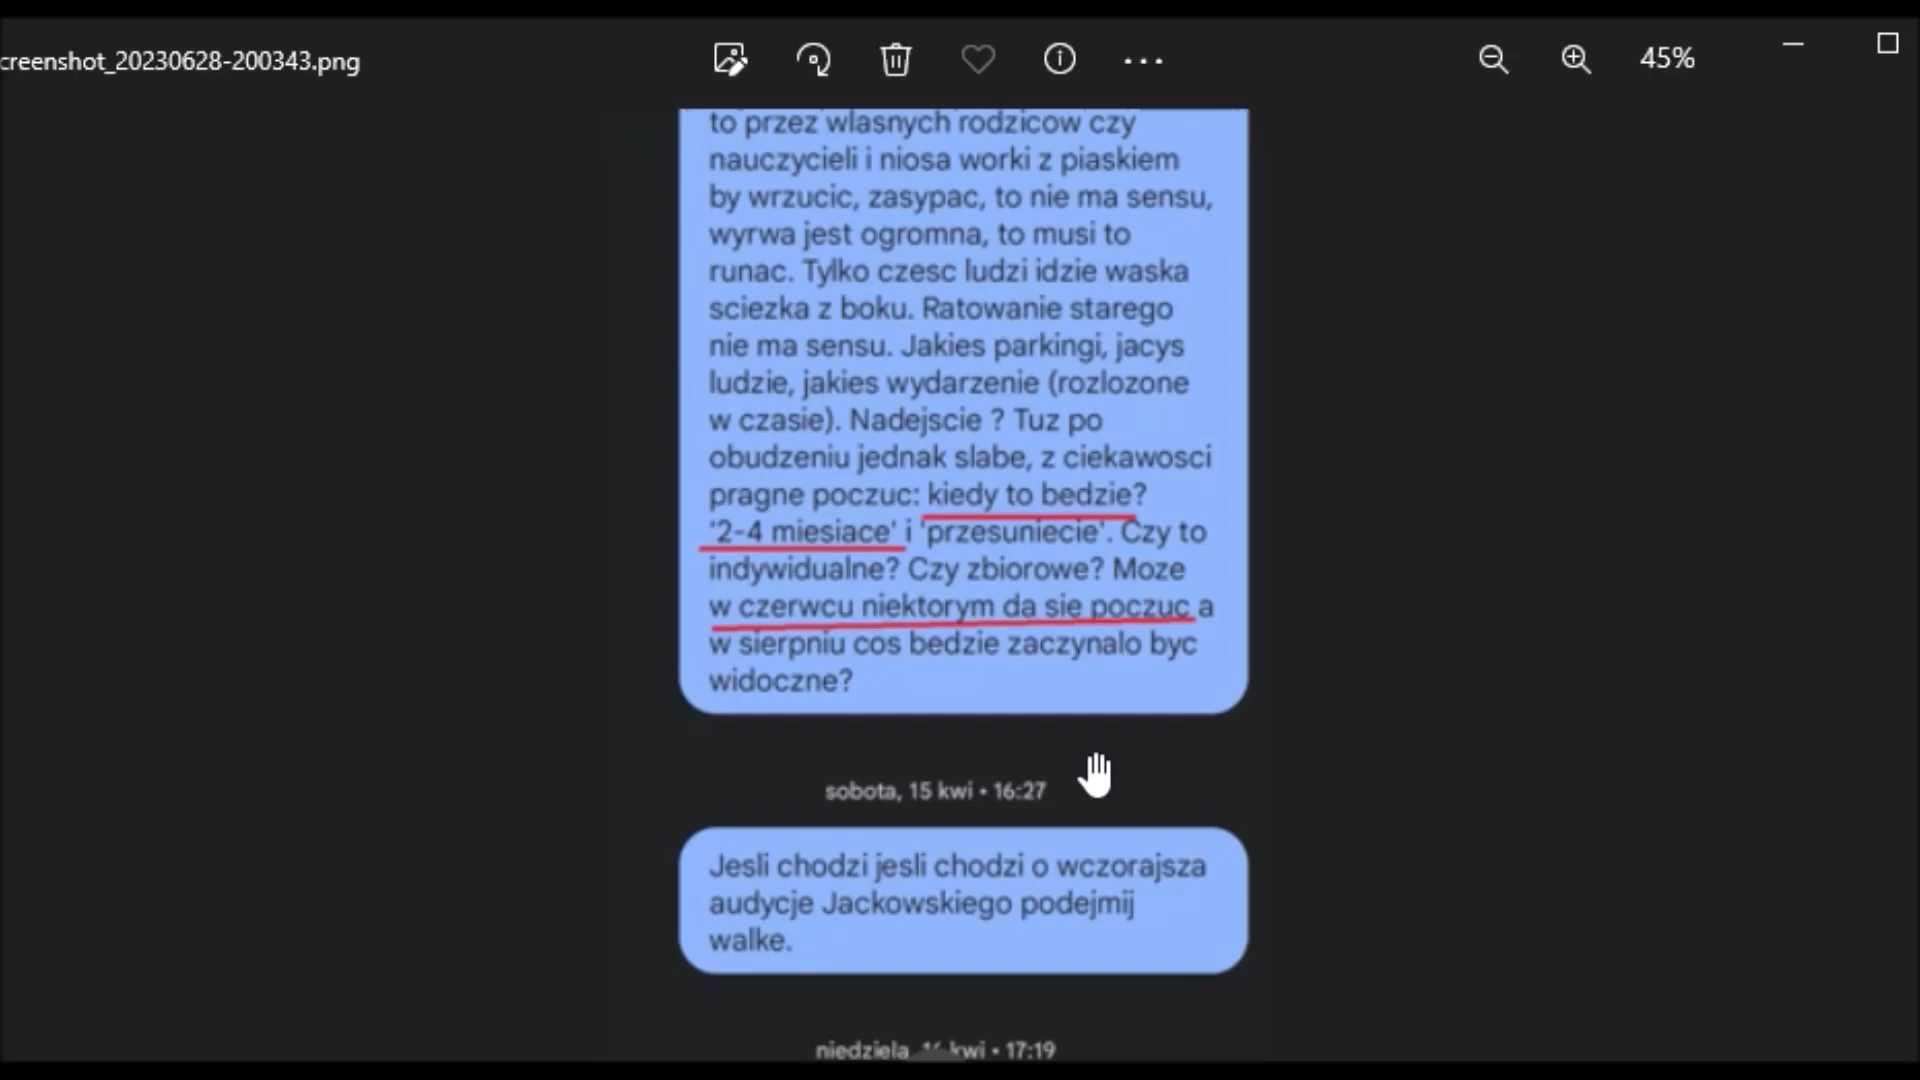 creenshot_20230628-200343.png
45%
to przez wlasnych rodzicow czy
nauczycieli i niosa worki z piaskiem
by wrzucic, zasypac, to nie ma sensu,
wyrwa jest ogromna, to musi to
runac. Tylko czesc ludzi idzie waska
sciezka z boku. Ratowanie starego
nie ma sensu. Jakies parkingi, jacys
ludzie, jakies wydarzenie (rozlozone
w czasie). Nadejscie ? Tuz po
obudzeniu jednak slabe, z ciekawosci
pragne poczuc: kiedy to bedzie?
'2-4 miesiace' i 'przesuniecie'. Czy to
indywidualne? Czy zbiorowe? Moze
w czerwcu niektorym da sie poczuc a
w sierpniu cos bedzie zaczynalo byc
widoczne?
sobota, 15 kwi • 16:27
Jesli chodzi jesli chodzi o wczorajsza
audycje Jackowskiego podejmij
walke.
niedziela, 16 kwi • 17:19